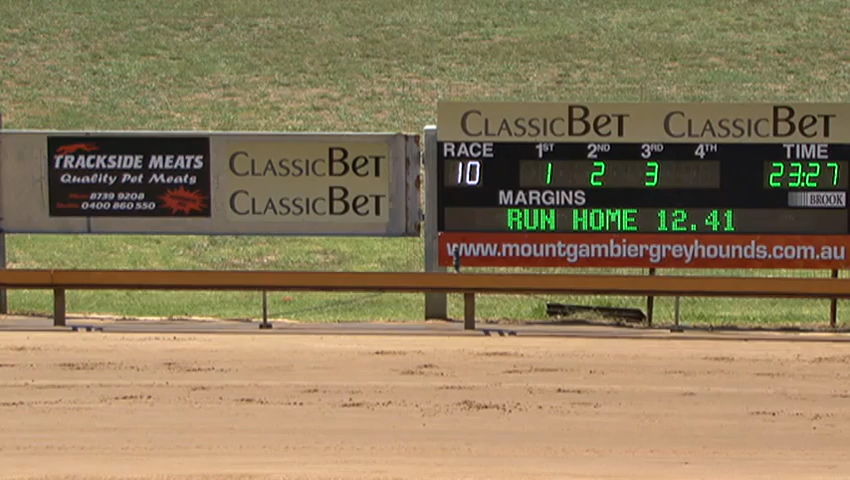 TRACKSIDE MEATS
Quality Pet Meats
8739 9208
0400 860 550
CLASSICBET
CLASSICBET
CLASSICBET CLASSICBET
RACE 1ST 2ND 3RD 4TH TIME
10 1 2 3 23:27
MARGINS BROOK
RUN HOME 12.41
www.mountgambiergreyhounds.com.au